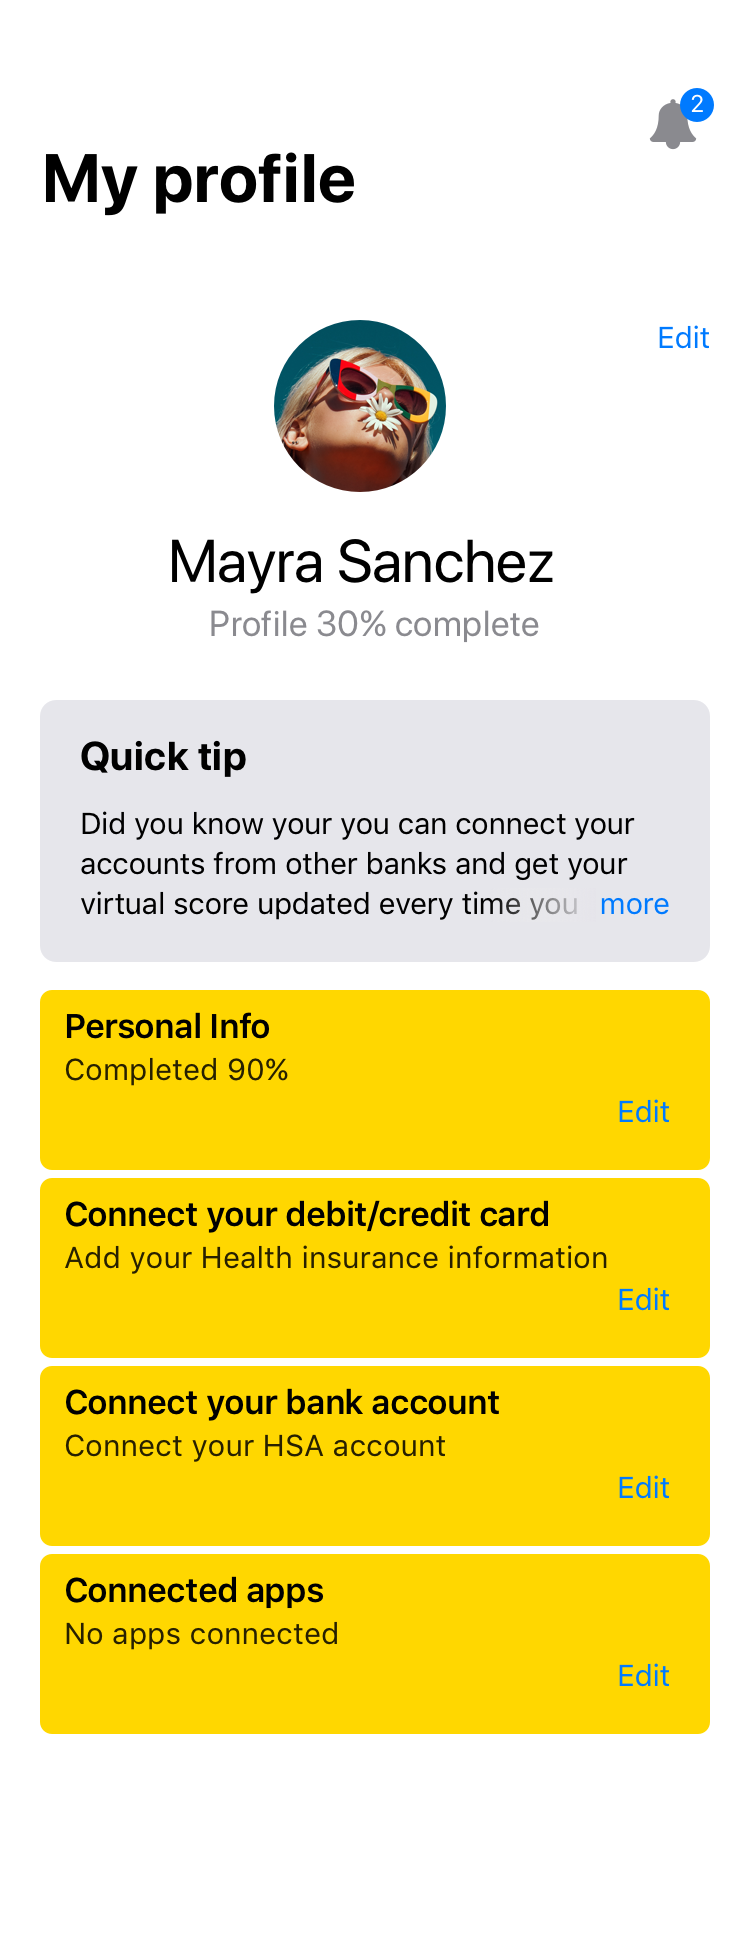 2
My profile
Edit
Mayra Sanchez
Profile 30% complete
Quick tip
Did you know your you can connect your
accounts from other banks and get your
virtual score updated every time you more
Personal Info
Completed 90%
Edit
Connect your debit/credit card
Add your Health insurance information
Edit
Connect your bank account
Connect your HSA account
Edit
Connected apps
No apps connected
Edit